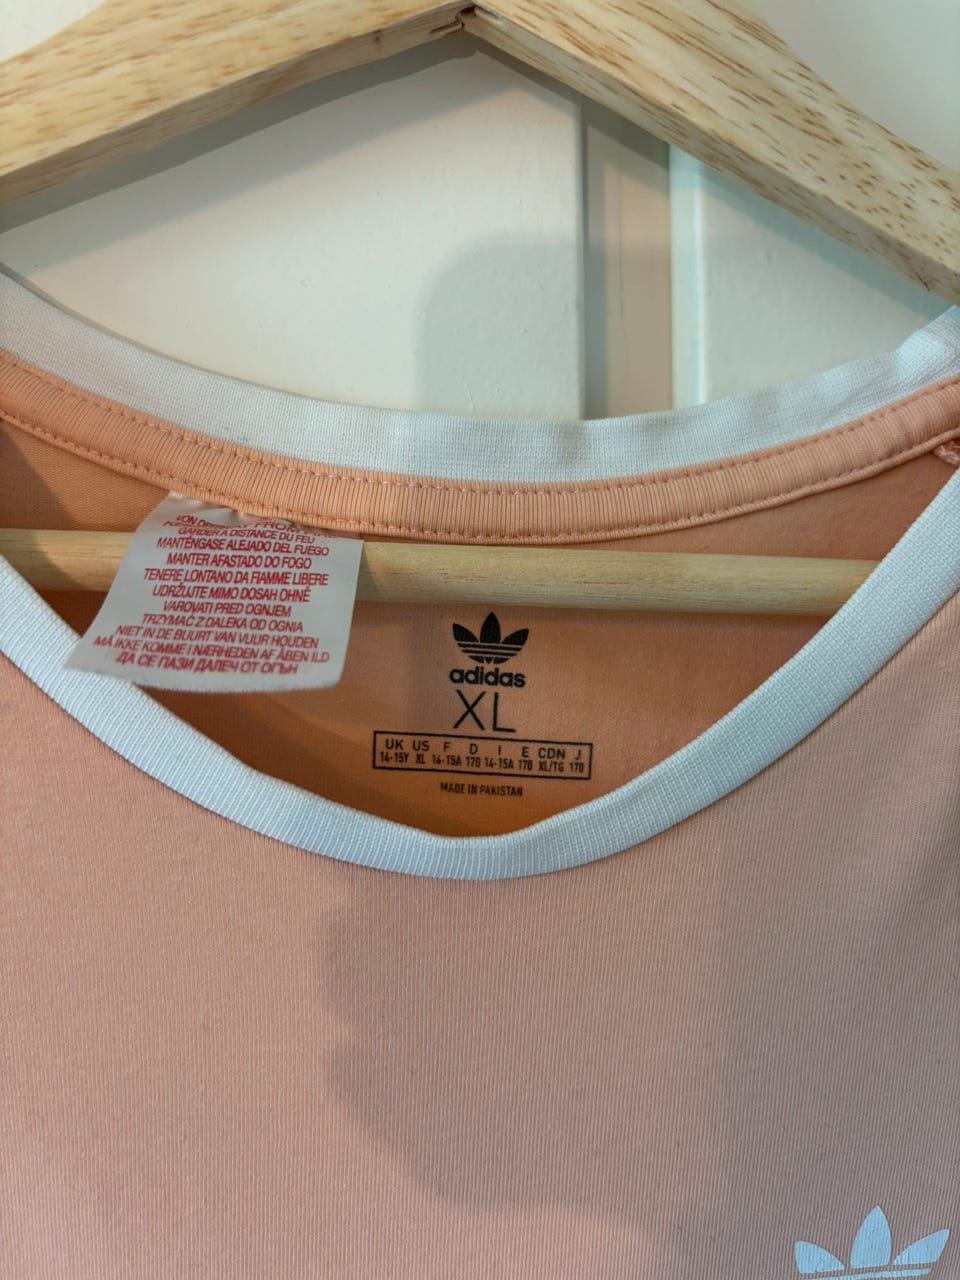 GARDER À DISTANCE DU FEU
MANTÉNGASE ALEJADO DEL FUEGO
MANTER AFASTADO DO FOGO
TENERE LONTANO DA FIAMME LIBERE
UDRŽUJTE MIMO DOSAH OHNĚ
VAROVATI PRED OGNJEM
TRZYMAĆ Z DALEKA OD OGNIA
NIET IN DE BUURT VAN VUUR HOUDEN
MÅ IKKE KOMME I NÆRHEDEN AF ÅBEN ILD
ДА СЕ ПАЗИ ДАЛЕЧ ОТ ОГЪН
adidas
XL
UK US F D I E CDN J
14-15Y XL 14-15A 170 14-15A 170 XL/TG 170
MADE IN PAKISTAN